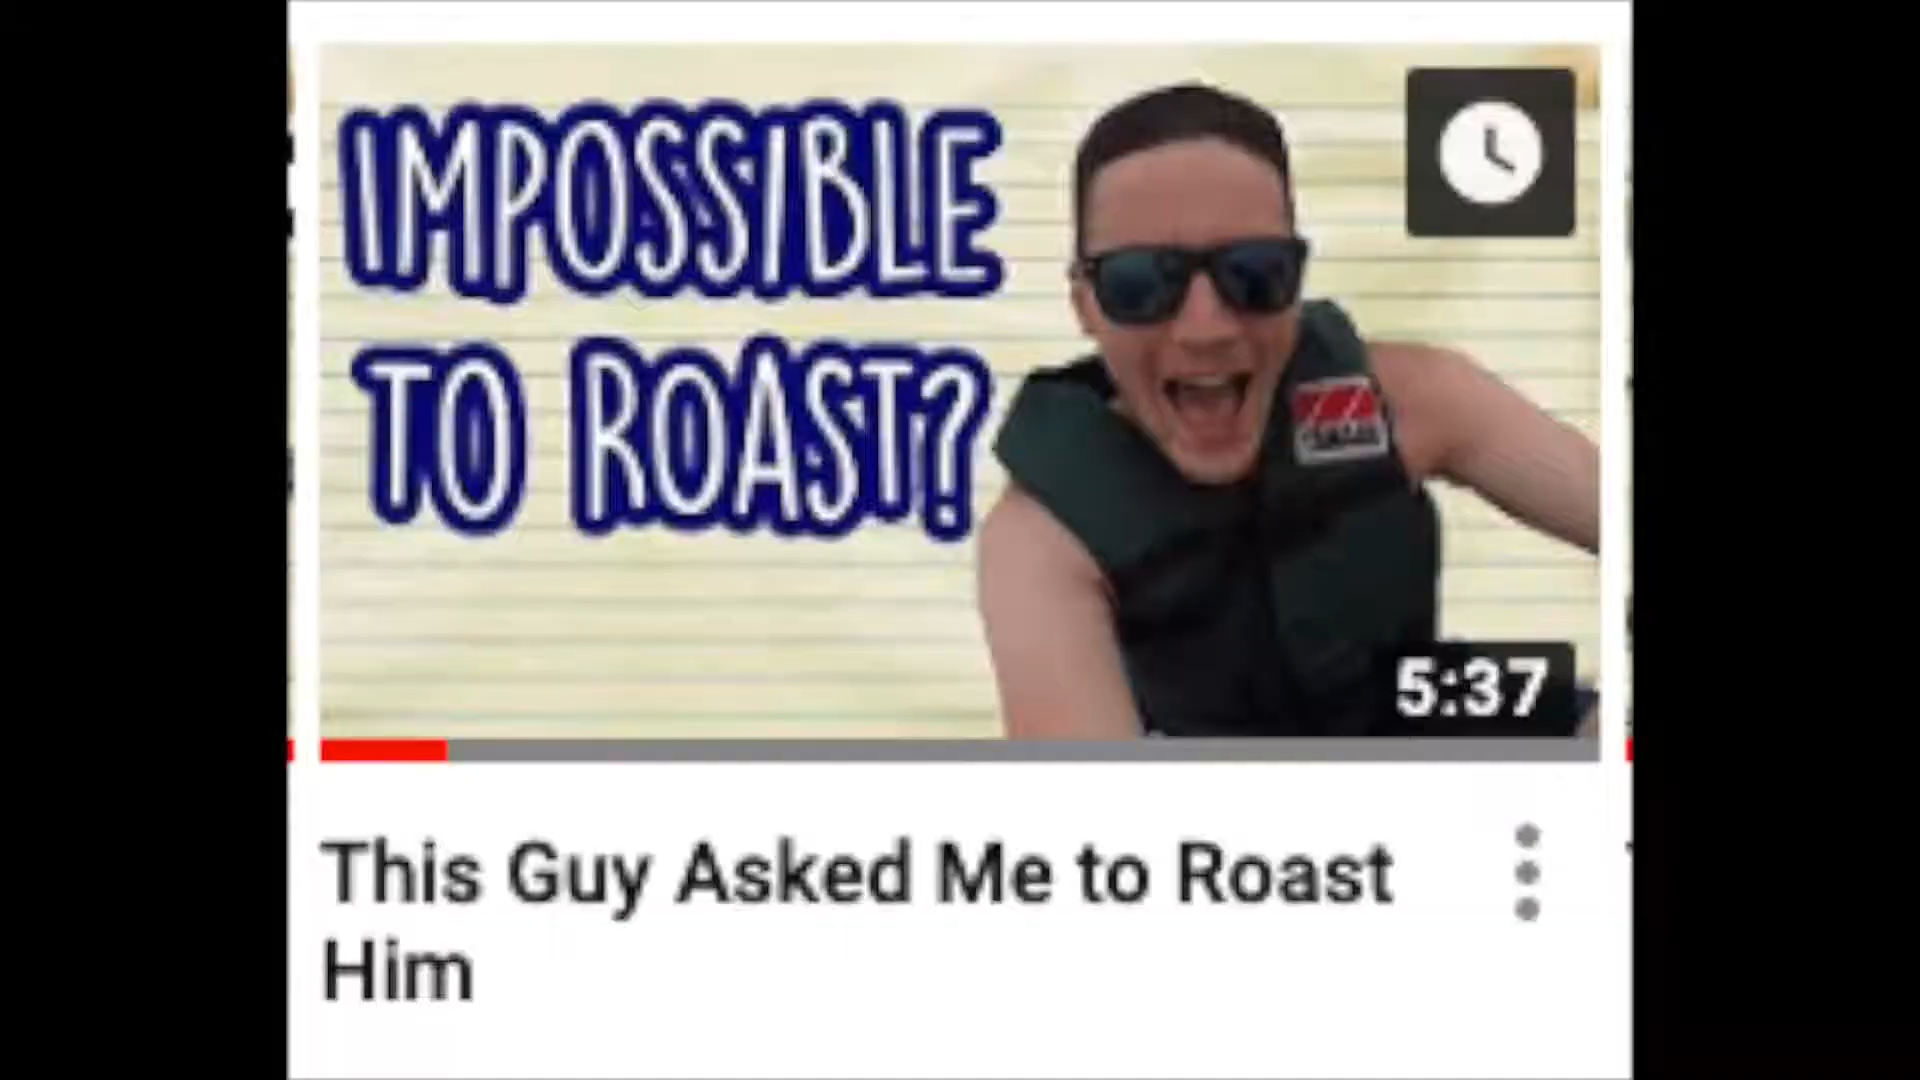 IMPOSSIBLE
TO ROAST?
5:37
This Guy Asked Me to Roast
Him